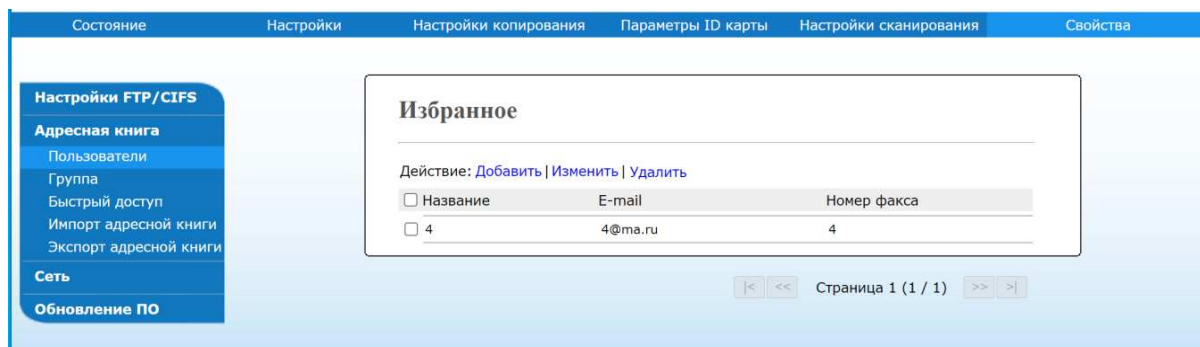 Состояние Настройки Настройки копирования Параметры ID карты Настройки сканирования Свойства
Настройки FTP/CIFS
Адресная книга
Пользователи
Группа
Быстрый доступ
Импорт адресной книги
Экспорт адресной книги
Сеть
Обновление ПО
Избранное
Действие: Добавить | Изменить | Удалить
Название E-mail Номер факса
4 4@ma.ru 4
|< << Страница 1 (1 / 1) >> >|